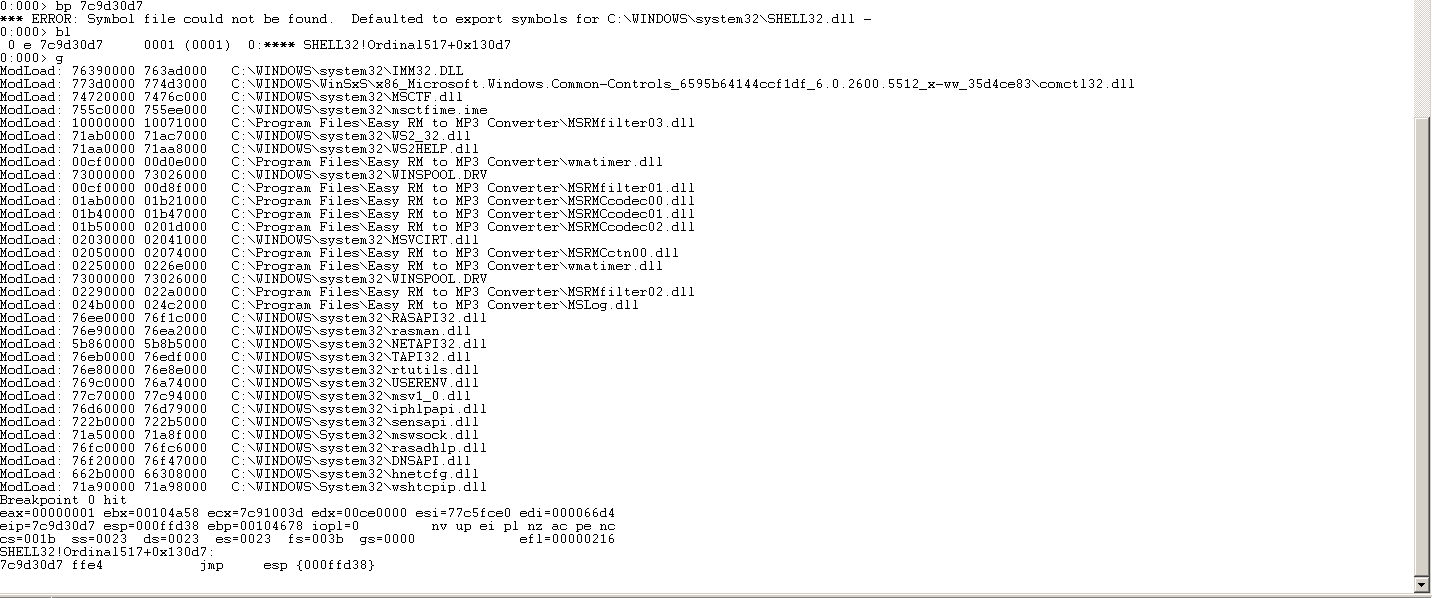 0:000> bp 7c9d30d7
*** ERROR: Symbol file could not be found.  Defaulted to export symbols for C:\WINDOWS\system32\SHELL32.dll -
0:000> bl
 0 e 7c9d30d7     0001 (0001)  0:**** SHELL32!Ordinal517+0x130d7
0:000> g
ModLoad: 76390000 763ad000   C:\WINDOWS\system32\IMM32.DLL
ModLoad: 773d0000 774d3000   C:\WINDOWS\WinSxS\x86_Microsoft.Windows.Common-Controls_6595b64144ccf1df_6.0.2600.5512_x-ww_35d4ce83\comctl32.dll
ModLoad: 74720000 7476c000   C:\WINDOWS\system32\MSCTF.dll
ModLoad: 755c0000 755ee000   C:\WINDOWS\system32\msctfime.ime
ModLoad: 10000000 10071000   C:\Program Files\Easy RM to MP3 Converter\MSRMfilter03.dll
ModLoad: 71ab0000 71ac7000   C:\WINDOWS\system32\WS2_32.dll
ModLoad: 71aa0000 71aa8000   C:\WINDOWS\system32\WS2HELP.dll
ModLoad: 00cf0000 00d0e000   C:\Program Files\Easy RM to MP3 Converter\wmatimer.dll
ModLoad: 73000000 73026000   C:\WINDOWS\system32\WINSPOOL.DRV
ModLoad: 00cf0000 00d8f000   C:\Program Files\Easy RM to MP3 Converter\MSRMfilter01.dll
ModLoad: 01ab0000 01b21000   C:\Program Files\Easy RM to MP3 Converter\MSRMCcodec00.dll
ModLoad: 01b40000 01b47000   C:\Program Files\Easy RM to MP3 Converter\MSRMCcodec01.dll
ModLoad: 01b50000 0201d000   C:\Program Files\Easy RM to MP3 Converter\MSRMCcodec02.dll
ModLoad: 02030000 02041000   C:\WINDOWS\system32\MSVCIRT.dll
ModLoad: 02050000 02074000   C:\Program Files\Easy RM to MP3 Converter\MSRMCctn00.dll
ModLoad: 02250000 0226e000   C:\Program Files\Easy RM to MP3 Converter\wmatimer.dll
ModLoad: 73000000 73026000   C:\WINDOWS\system32\WINSPOOL.DRV
ModLoad: 02290000 022a0000   C:\Program Files\Easy RM to MP3 Converter\MSRMfilter02.dll
ModLoad: 024b0000 024c2000   C:\Program Files\Easy RM to MP3 Converter\MSLog.dll
ModLoad: 76ee0000 76f1c000   C:\WINDOWS\system32\RASAPI32.dll
ModLoad: 76e90000 76ea2000   C:\WINDOWS\system32\rasman.dll
ModLoad: 5b860000 5b8b5000   C:\WINDOWS\system32\NETAPI32.dll
ModLoad: 76eb0000 76edf000   C:\WINDOWS\system32\TAPI32.dll
ModLoad: 76e80000 76e8e000   C:\WINDOWS\system32\rtutils.dll
ModLoad: 769c0000 76a74000   C:\WINDOWS\system32\USERENV.dll
ModLoad: 77c70000 77c94000   C:\WINDOWS\system32\msv1_0.dll
ModLoad: 76d60000 76d79000   C:\WINDOWS\system32\iphlpapi.dll
ModLoad: 722b0000 722b5000   C:\WINDOWS\system32\sensapi.dll
ModLoad: 71a50000 71a8f000   C:\WINDOWS\System32\mswsock.dll
ModLoad: 76fc0000 76fc6000   C:\WINDOWS\system32\rasadhlp.dll
ModLoad: 76f20000 76f47000   C:\WINDOWS\system32\DNSAPI.dll
ModLoad: 662b0000 66308000   C:\WINDOWS\system32\hnetcfg.dll
ModLoad: 71a90000 71a98000   C:\WINDOWS\System32\wshtcpip.dll
Breakpoint 0 hit
eax=00000001 ebx=00104a58 ecx=7c91003d edx=00ce0000 esi=77c5fce0 edi=000066d4
eip=7c9d30d7 esp=000ffd38 ebp=00104678 iopl=0         nv up ei pl nz ac pe nc
cs=001b  ss=0023  ds=0023  es=0023  fs=003b  gs=0000             efl=00000216
SHELL32!Ordinal517+0x130d7:
7c9d30d7 ffe4            jmp     esp {000ffd38}